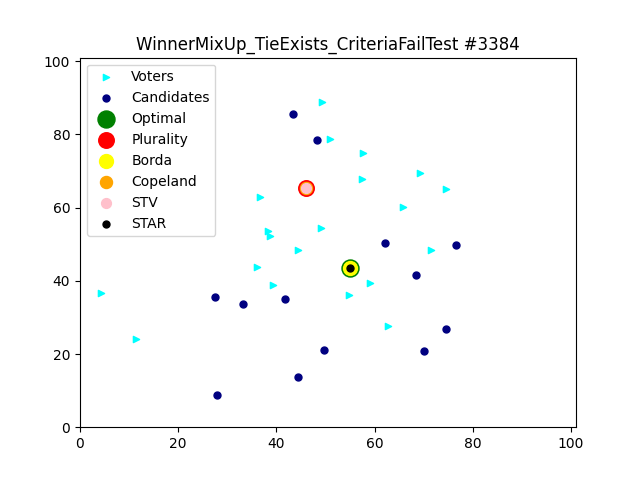 WinnerMixUp_TieExists_CriteriaFailTest #3384
100
80
60
40
20
0
0
20
40
60
80
100
Voters
Candidates
Optimal
Plurality
Borda
Copeland
STV
STAR